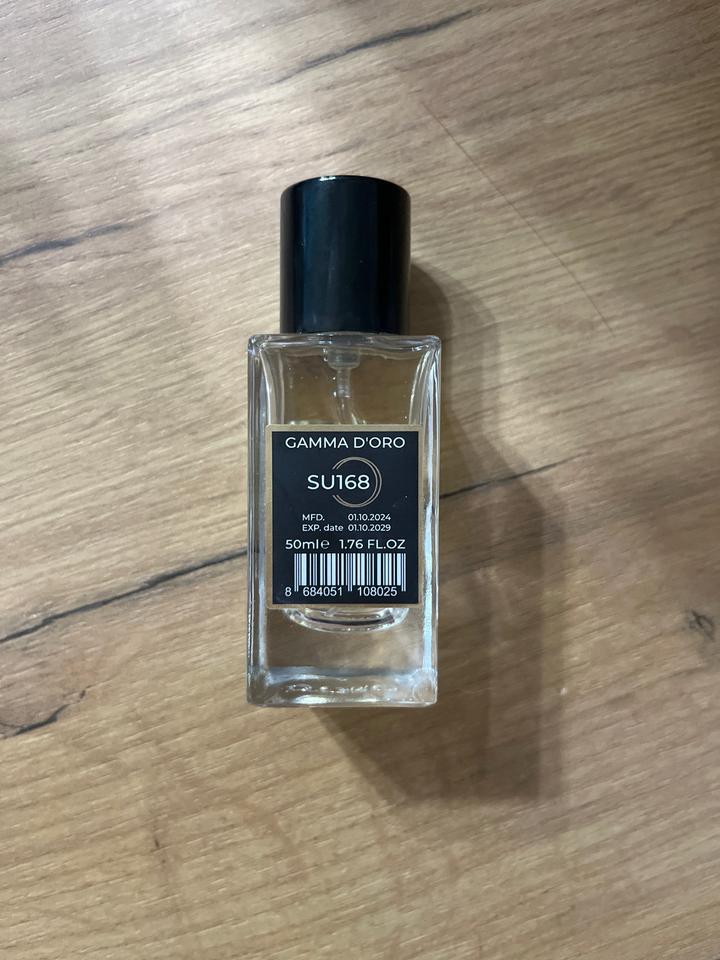 GAMMA D'ORO
SU168
MFD. 01.10.2024
EXP. date 01.10.2029
50ml℮ 1.76 FL.OZ
8 684051 108025